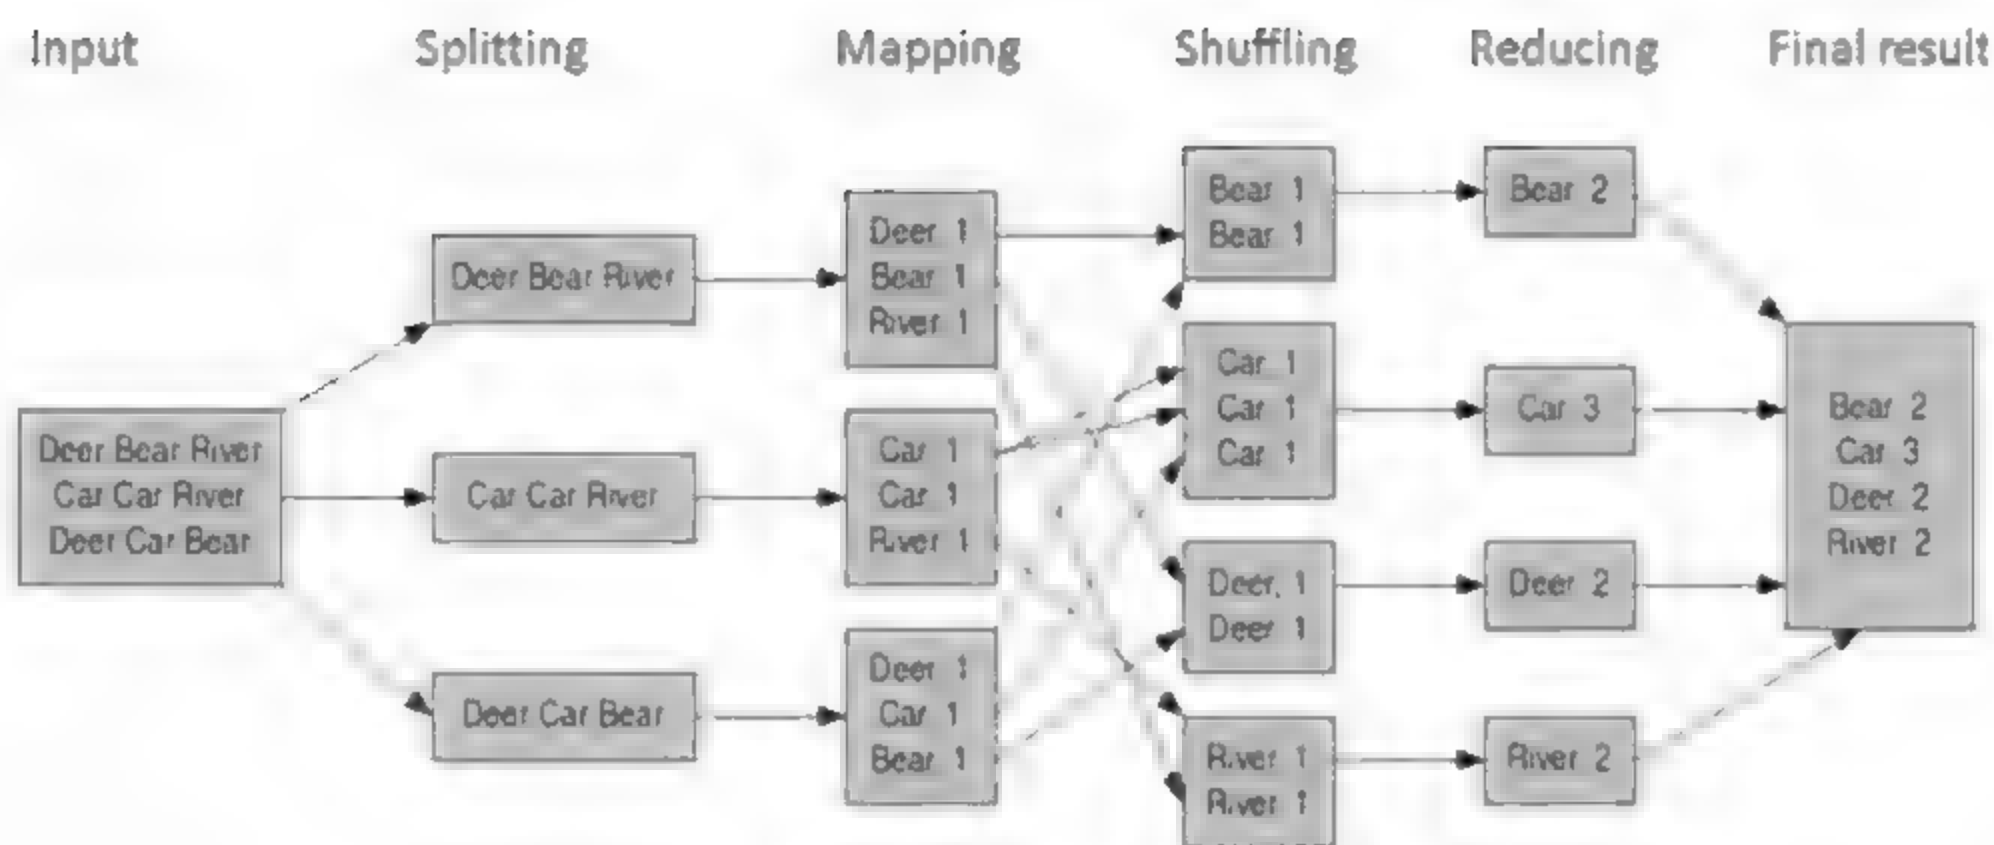 Input
Splitting
Mapping
Shuffling
Reducing
Final result
Deer Bear River
Car Car River
Deer Car Bear
Deer Bear River
Car Car River
Deer Car Bear
Deer 1
Bear 1
River 1
Car 1
Car 1
River 1
Deer 1
Car 1
Bear 1
Bear 1
Bear 1
Car 1
Car 1
Car 1
Deer 1
Deer 1
River 1
River 1
Bear 2
Car 3
Deer 2
River 2
Bear 2
Car 3
Deer 2
River 2